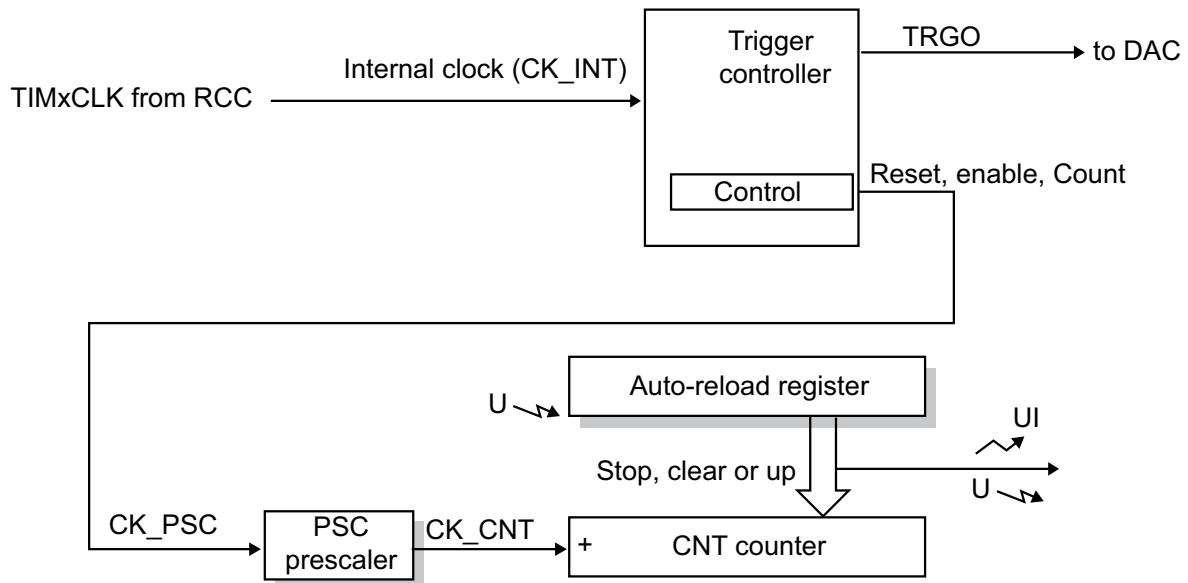 Trigger
controller
TRGO
to DAC
Internal clock (CK_INT)
TIMxCLK from RCC
Reset, enable, Count
Control
Auto-reload register
U
UI
Stop, clear or up
U
CK_PSC
PSC
prescaler
CK_CNT
+
CNT counter